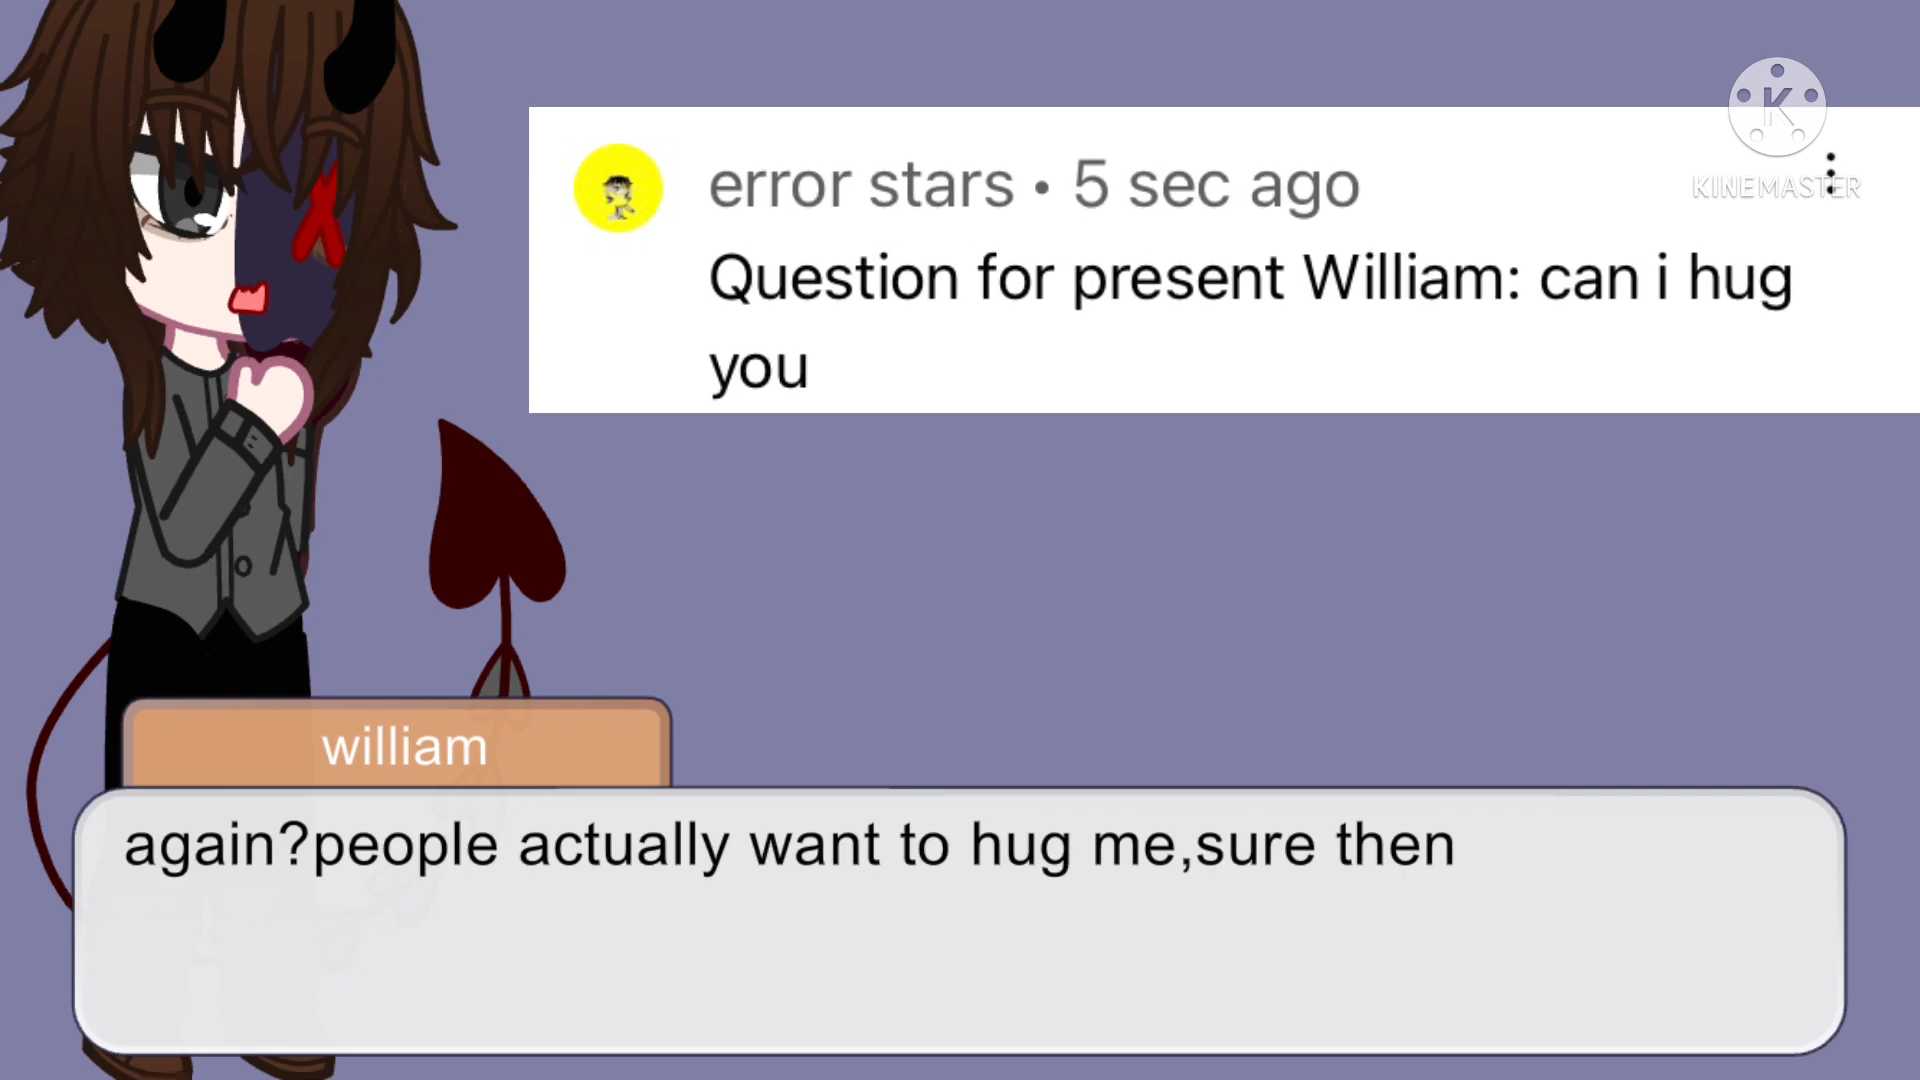 K
KINEMASTER
error stars • 5 sec ago
Question for present William: can i hug
you
william
again?people actually want to hug me,sure then